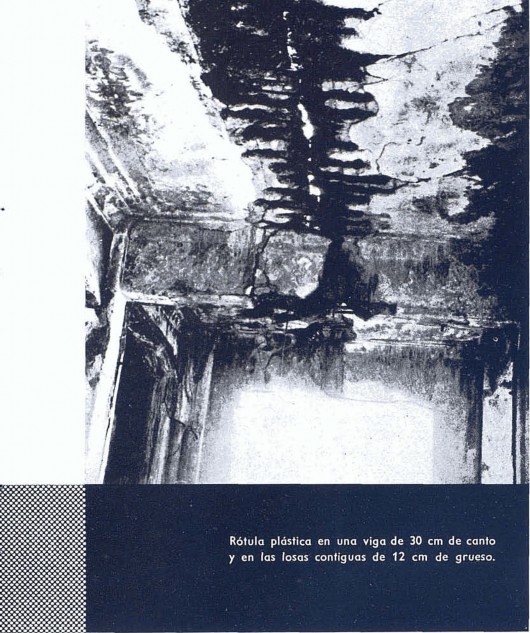 Rótula plástica en una viga de 30 cm de canto
y en las losas contiguas de 12 cm de grueso.